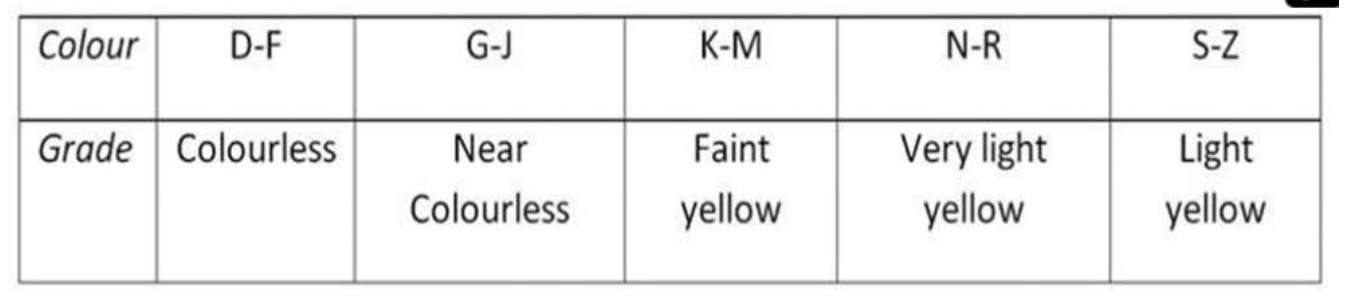 Colour D-F G-J K-M N-R S-Z
Grade Colourless Near Faint Very light Light
Colourless yellow yellow yellow